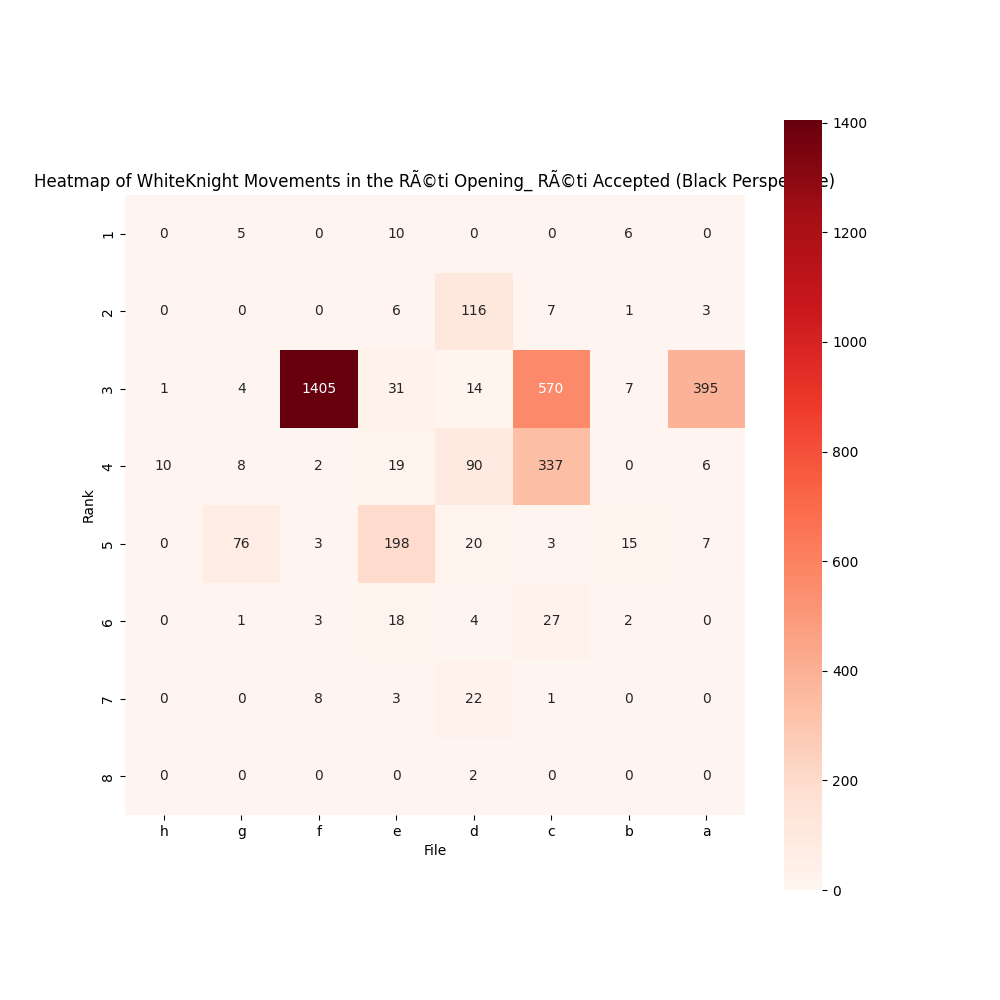 1400
Heatmap of WhiteKnight Movements in the RÃ©ti Opening_ RÃ©ti Accepted (Black Perspe e)
1 0 5 0 10 0 0 6 0
1200
2 0 0 0 6 116 7 1 3
1000
3 1 4 1405 31 14 570 7 395
800
4 10 8 2 19 90 337 0 6
Rank
5 0 76 3 198 20 3 15 7
600
6 0 1 3 18 4 27 2 0
400
7 0 0 8 3 22 1 0 0
8 0 0 0 0 2 0 0 0
200
h g f e d c b a
File
0